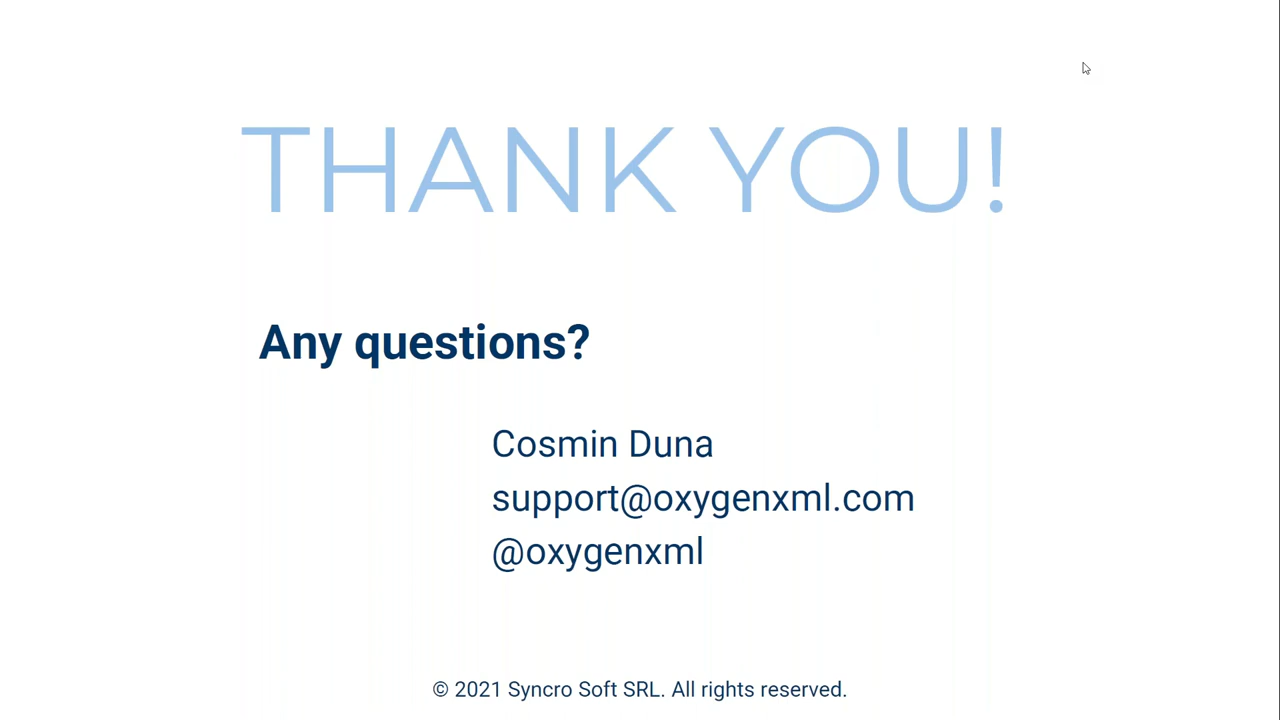 THANK YOU!
Any questions?
Cosmin Duna
support@oxygenxml.com
@oxygenxml
© 2021 Syncro Soft SRL. All rights reserved.